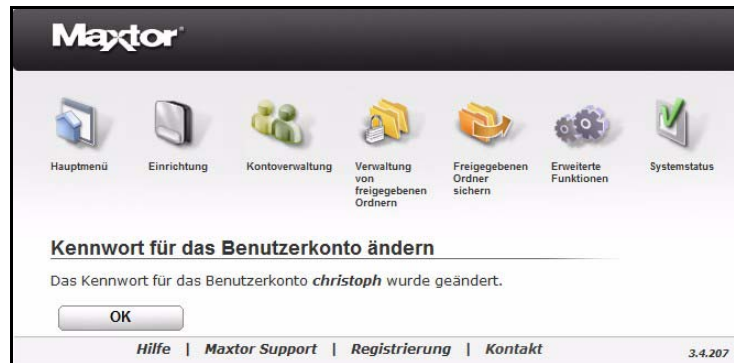 Maxtor
Hauptmenü
Einrichtung
Kontoverwaltung
Verwaltung
von
freigegebenen
Ordnern
Freigegebenen
Ordner
sichern
Erweiterte
Funktionen
Systemstatus
Kennwort für das Benutzerkonto ändern
Das Kennwort für das Benutzerkonto christoph wurde geändert.
OK
Hilfe | Maxtor Support | Registrierung | Kontakt
3.4.207